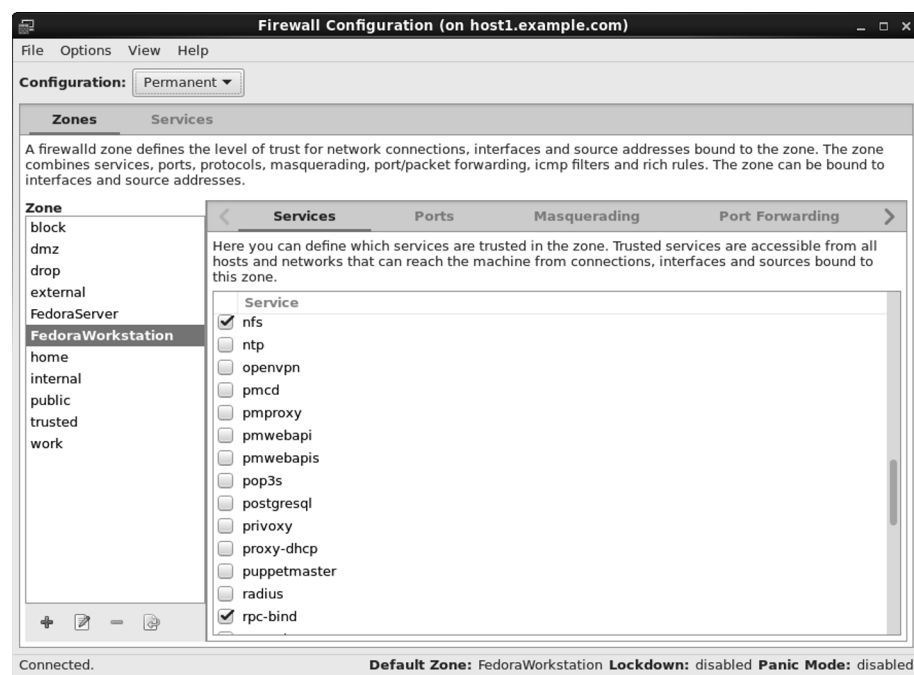 Firewall Configuration (on host1.example.com)
File Options View Help
Configuration: Permanent
Zones Services
A firewalld zone defines the level of trust for network connections, interfaces and source addresses bound to the zone. The zone
combines services, ports, protocols, masquerading, port/packet forwarding, icmp filters and rich rules. The zone can be bound to
interfaces and source addresses.
Zone
block
dmz
drop
external
FedoraServer
FedoraWorkstation
home
internal
public
trusted
work
Services Ports Masquerading Port Forwarding
Here you can define which services are trusted in the zone. Trusted services are accessible from all
hosts and networks that can reach the machine from connections, interfaces and sources bound to
this zone.
Service
nfs
ntp
openvpn
pmcd
pmproxy
pmwebapi
pmwebapis
pop3s
postgresql
privoxy
proxy-dhcp
puppetmaster
radius
rpc-bind
Connected.
Default Zone: FedoraWorkstation Lockdown: disabled Panic Mode: disabled